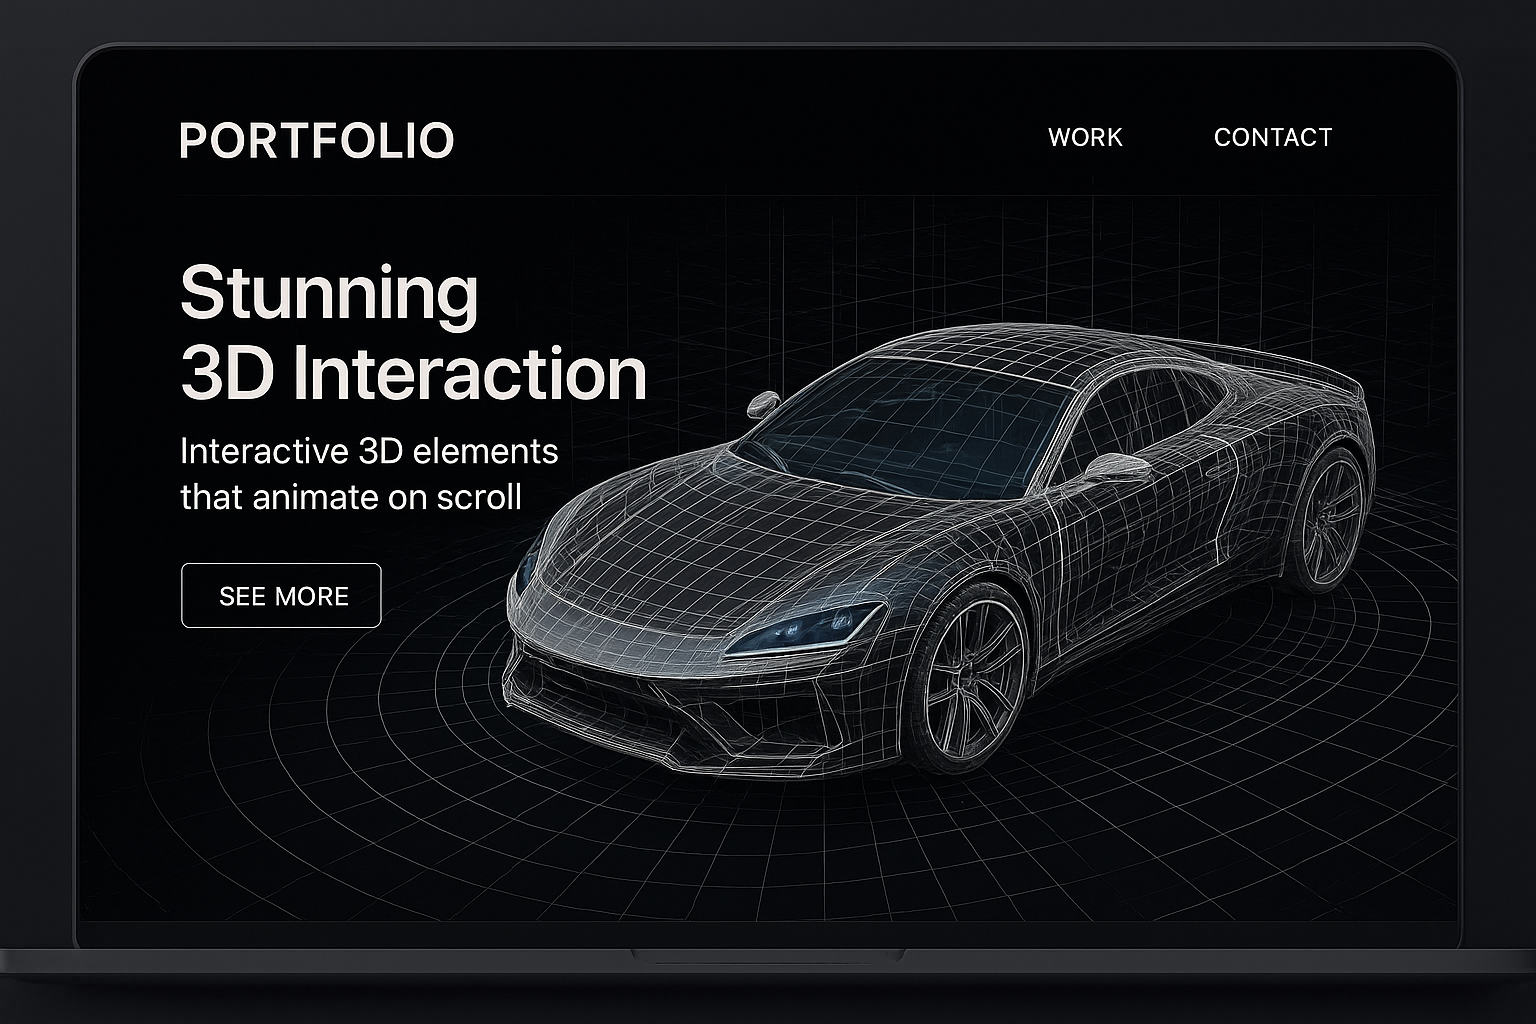 PORTFOLIO
WORK
CONTACT
Stunning
3D Interaction
Interactive 3D elements
that animate on scroll
SEE MORE